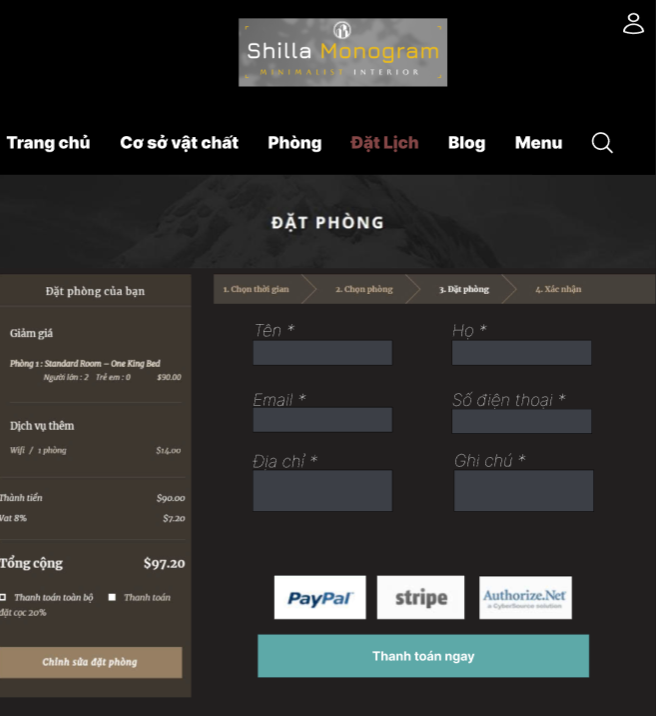 Shilla Monogram
MINIMALIST INTERIOR
Trang chủ Cơ sở vật chất Phòng Đặt Lịch Blog Menu
ĐẶT PHÒNG
Đặt phòng của bạn
Giảm giá
Phòng 1 : Standard Room – One King Bed
Người lớn : 2 Trẻ em : 0 $90.00
Dịch vụ thêm
Wifi / 1 phòng $14.00
Thành tiền $90.00
Vat 8% $7.20
Tổng cộng $97.20
Thanh toán toàn bộ Thanh toán
đặt cọc 20%
Chỉnh sửa đặt phòng
1. Chọn thời gian 2. Chọn phòng 3. Đặt phòng 4. Xác nhận
Tên * Họ *
Email * Số điện thoại *
Địa chỉ * Ghi chú *
PayPal stripe Authorize.Net
a CyberSource solution
Thanh toán ngay